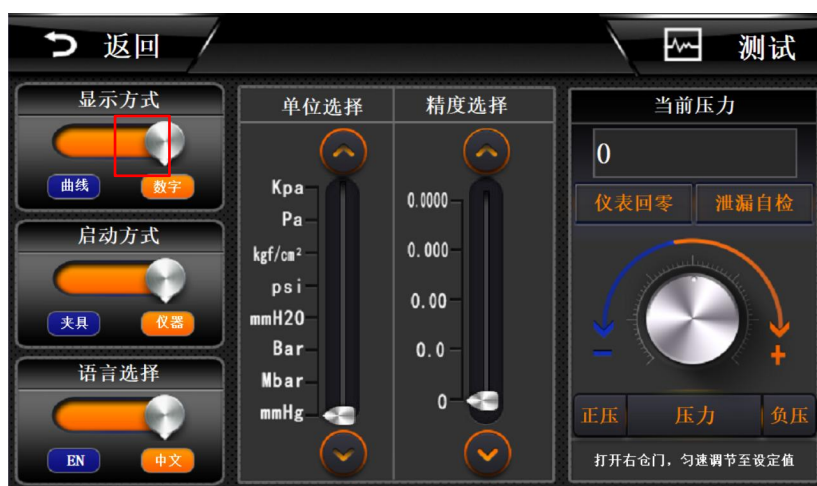 返回
测试
显示方式
曲线
数字
启动方式
夹具
仪器
语言选择
EN
中文
单位选择
Kpa
Pa
kgf/cm²
psi
mmH20
Bar
Mbar
mmHg
精度选择
0.0000
0.000
0.00
0.0
0
当前压力
0
仪表回零
泄漏自检
－
+
正压
压力
负压
打开右仓门，匀速调节至设定值